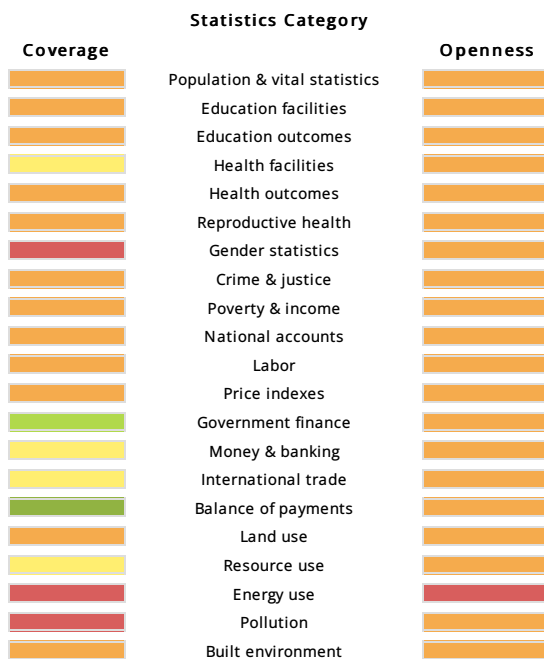 Statistics Category
Coverage Openness
Population & vital statistics
Education facilities
Education outcomes
Health facilities
Health outcomes
Reproductive health
Gender statistics
Crime & justice
Poverty & income
National accounts
Labor
Price indexes
Government finance
Money & banking
International trade
Balance of payments
Land use
Resource use
Energy use
Pollution
Built environment